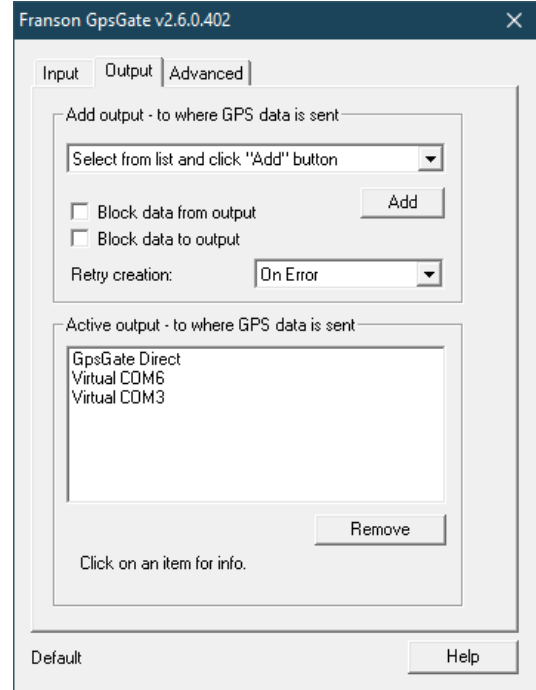 Franson GpsGate v2.6.0.402
Input Output Advanced
Add output - to where GPS data is sent
Select from list and click "Add" button
Add
Block data from output
Block data to output
Retry creation: On Error
Active output - to where GPS data is sent
GpsGate Direct
Virtual COM6
Virtual COM3
Remove
Click on an item for info.
Default Help